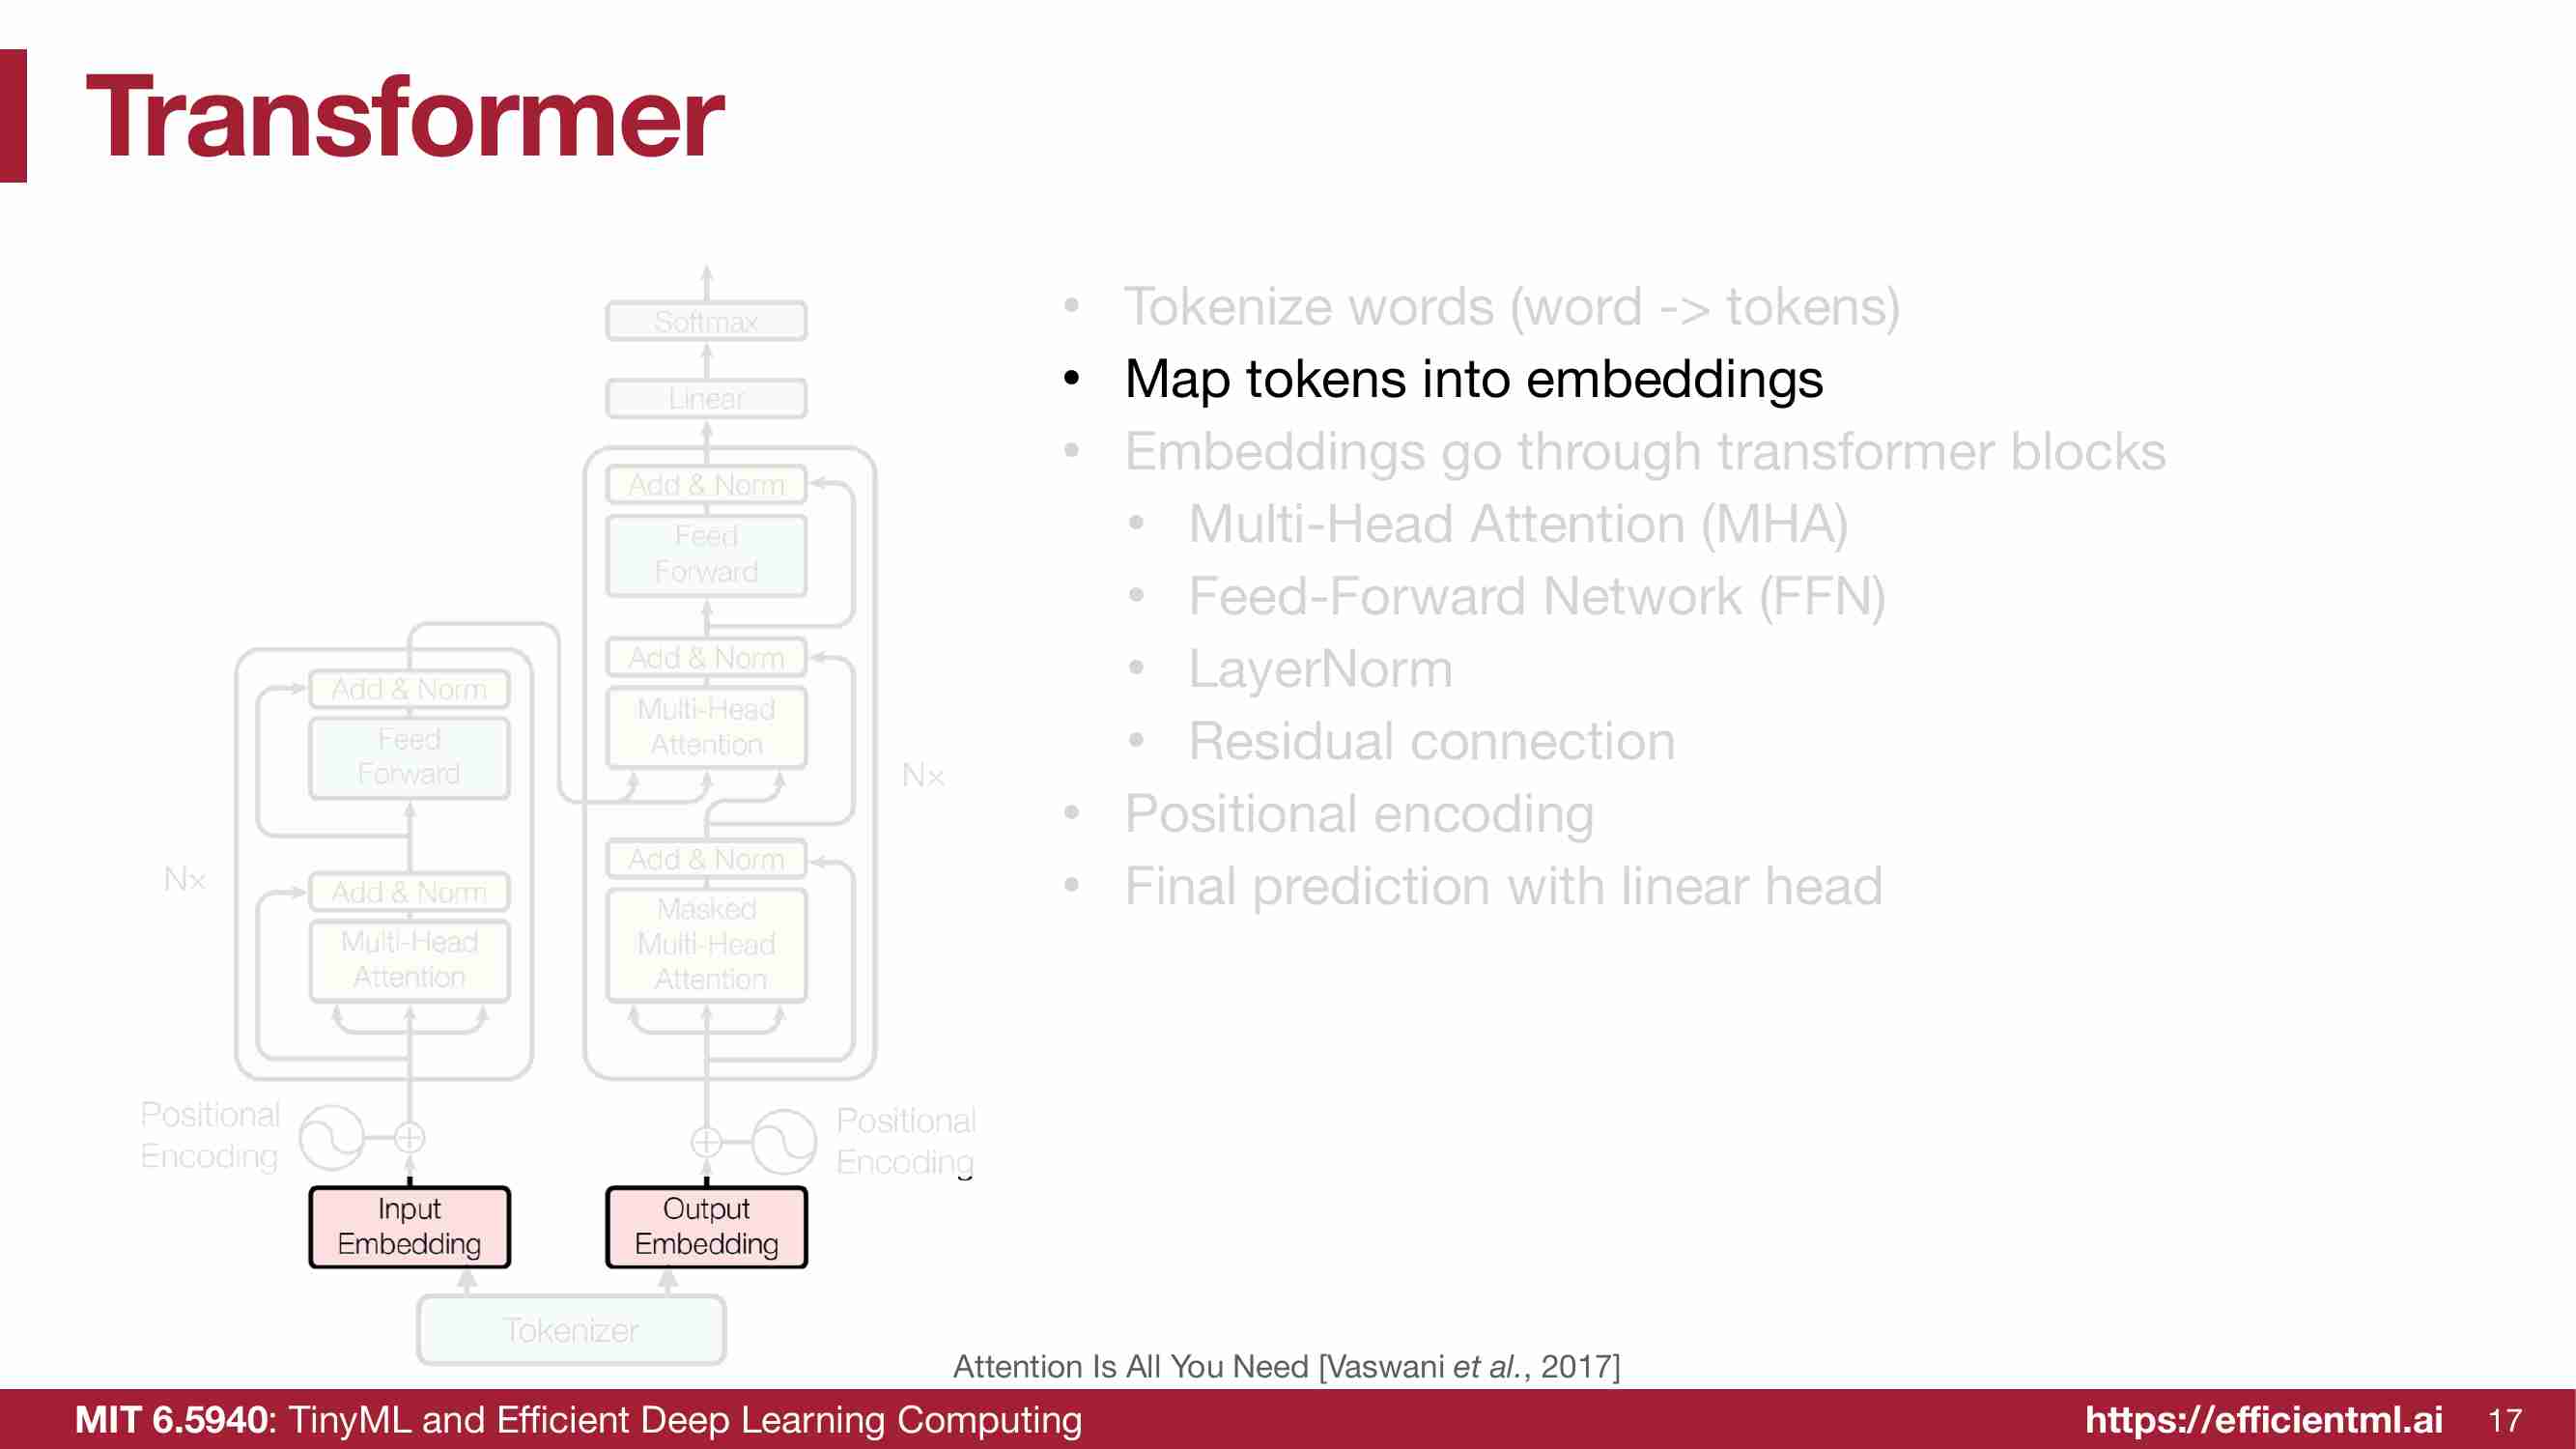 Transformer
Softmax
Linear
Add & Norm
Feed
Forward
Add & Norm
Multi-Head
Attention
Nx
Add & Norm
Masked
Multi-Head
Attention
Add & Norm
Feed
Forward
Nx
Add & Norm
Multi-Head
Attention
Positional
Encoding
Positional
Encoding
Input
Embedding
Output
Embedding
Tokenizer
• Tokenize words (word -> tokens)
• Map tokens into embeddings
• Embeddings go through transformer blocks
• Multi-Head Attention (MHA)
• Feed-Forward Network (FFN)
• LayerNorm
• Residual connection
• Positional encoding
• Final prediction with linear head
Attention Is All You Need [Vaswani et al., 2017]
MIT 6.5940: TinyML and Efficient Deep Learning Computing
https://efficientml.ai
17